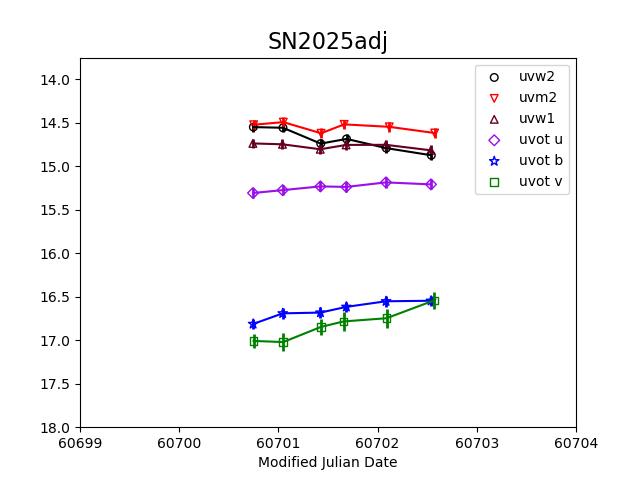 SN2025adj
14.0
14.5
15.0
15.5
16.0
16.5
17.0
17.5
18.0
60699 60700 60701 60702 60703 60704
Modified Julian Date
uvw2
uvm2
uvw1
uvot u
uvot b
uvot v